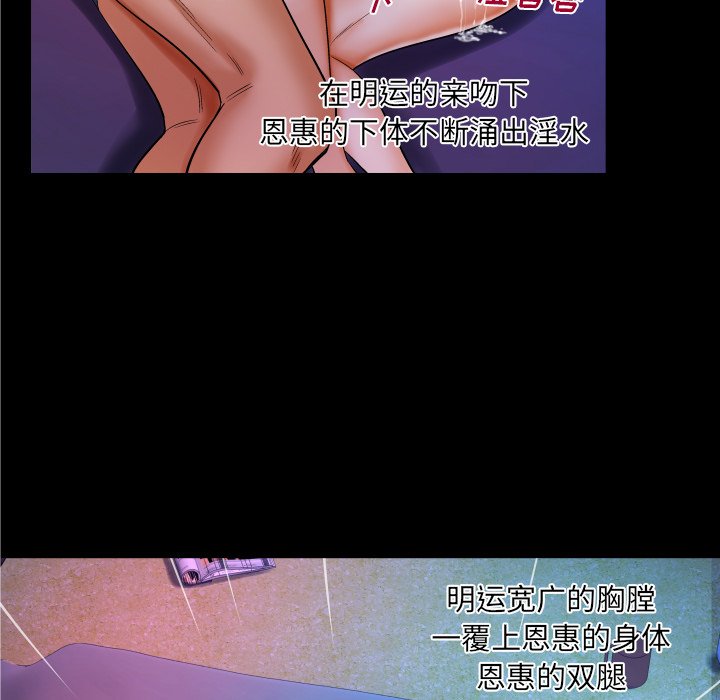 在明运的亲吻下
恩惠的下体不断涌出淫水
明运宽广的胸膛
一覆上恩惠的身体
恩惠的双腿